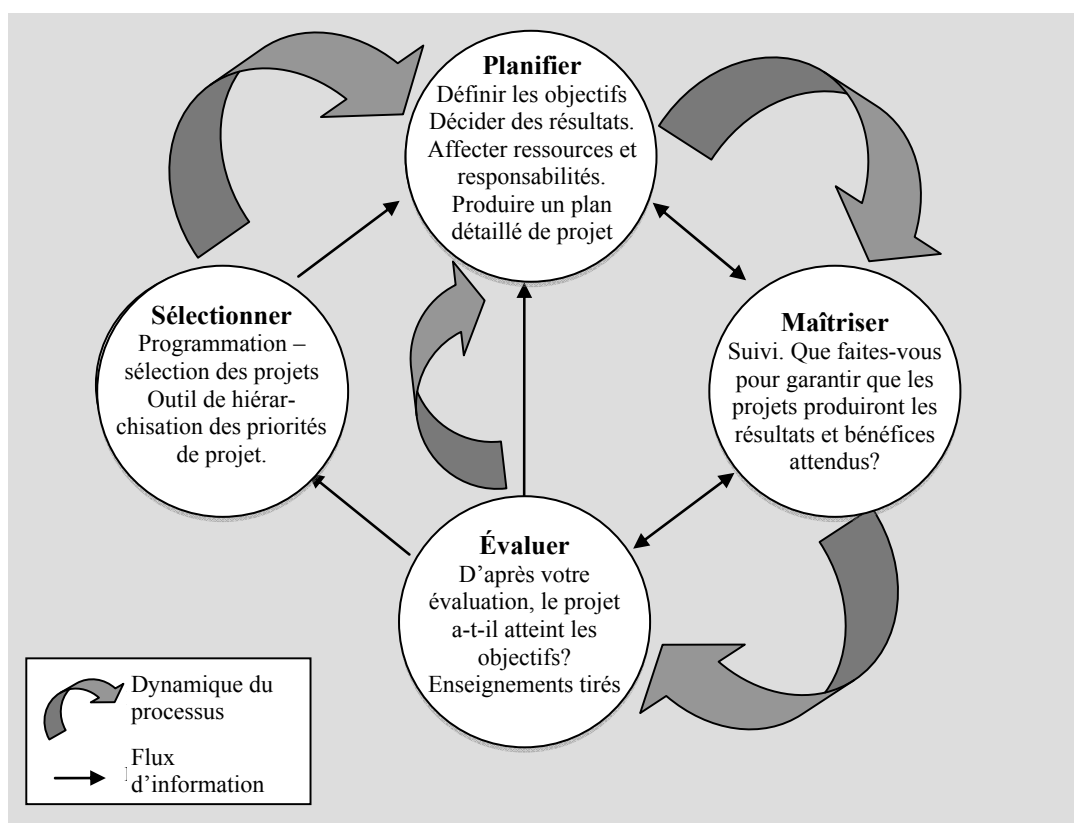 Planifier
Définir les objectifs
Décider des résultats.
Affecter ressources et
responsabilités.
Produire un plan
détaillé de projet
Sélectionner
Programmation –
sélection des projets
Outil de hiérar-
chisation des priorités
de projet.
Maîtriser
Suivi. Que faites-vous
pour garantir que les
projets produiront les
résultats et bénéfices
attendus?
Évaluer
D’après votre
évaluation, le projet
a-t-il atteint les
objectifs?
Enseignements tirés
Dynamique du
processus
Flux
d’information